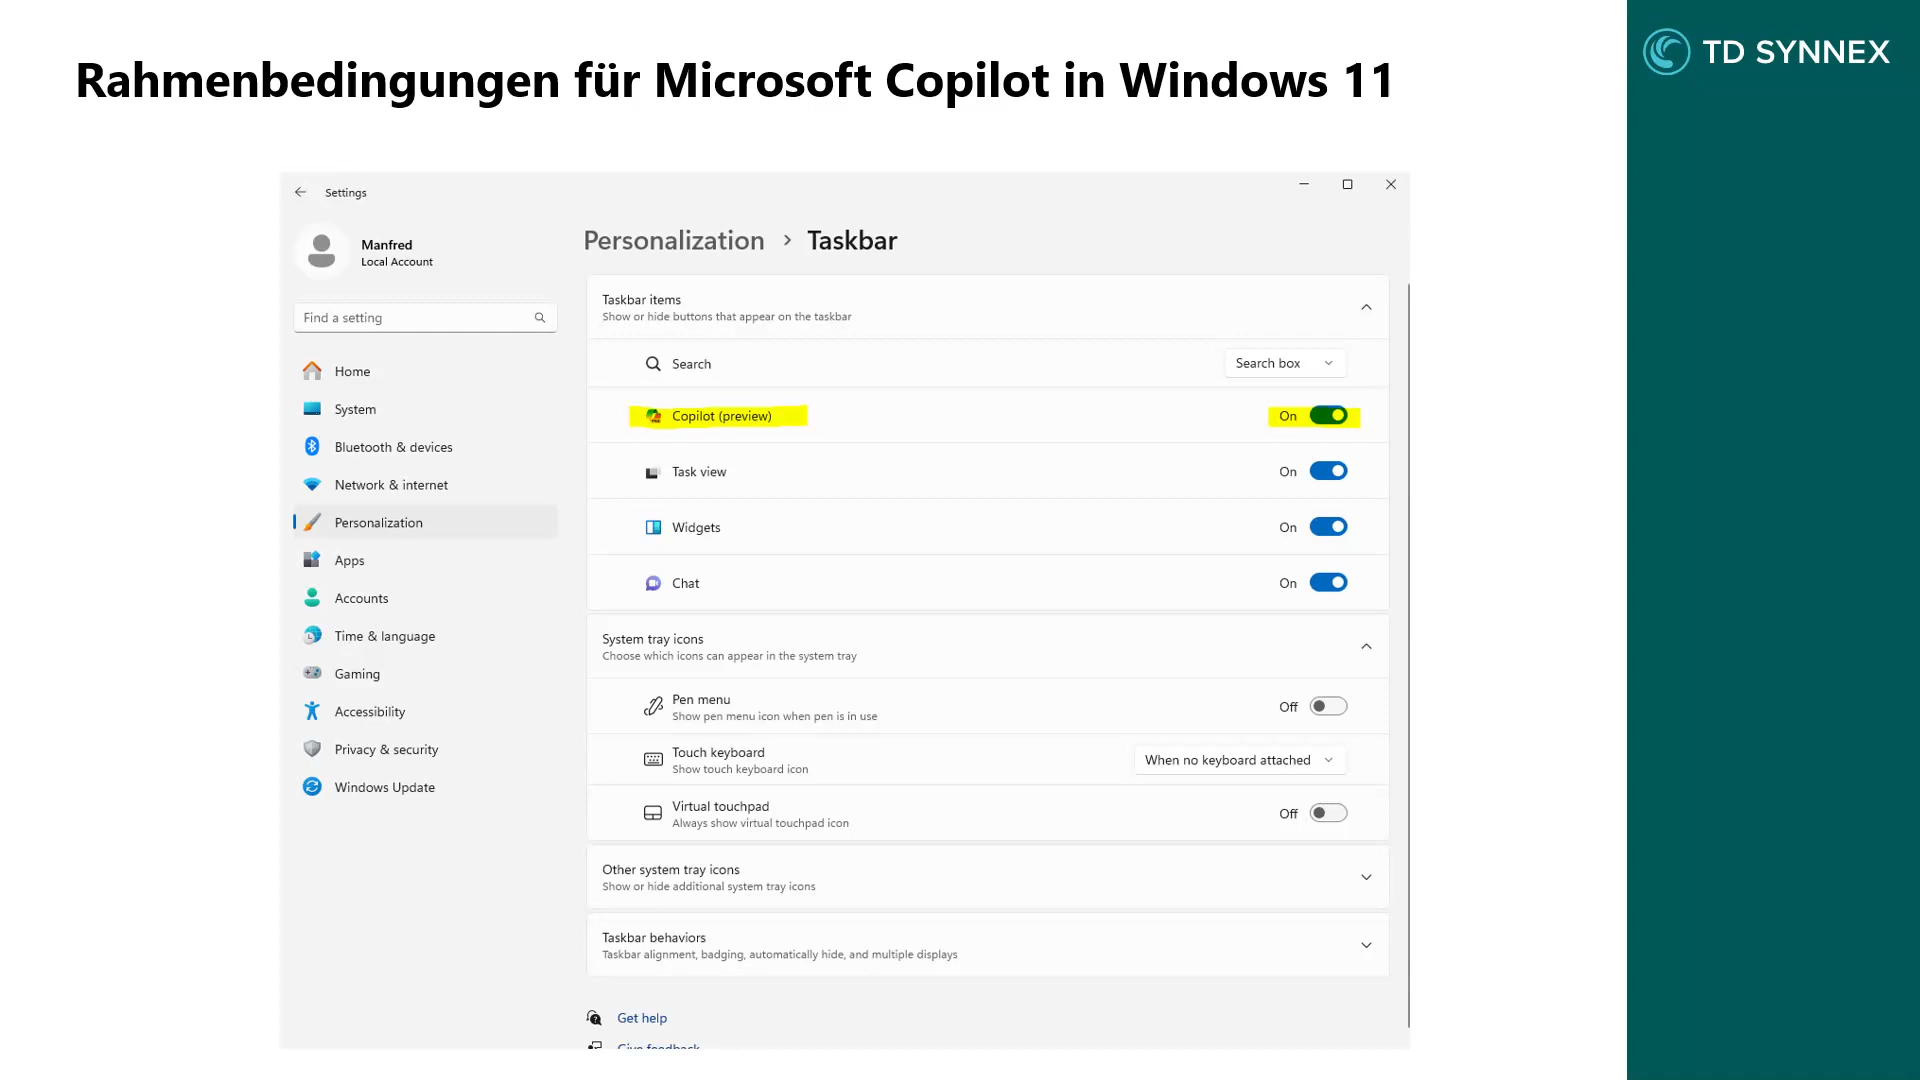 Rahmenbedingungen für Microsoft Copilot in Windows 11
TD SYNNEX
Settings
Manfred
Local Account
Find a setting
Home
System
Bluetooth & devices
Network & internet
Personalization
Apps
Accounts
Time & language
Gaming
Accessibility
Privacy & security
Windows Update
Personalization > Taskbar
Taskbar items
Show or hide buttons that appear on the taskbar
Search Search box
Copilot (preview) On
Task view On
Widgets On
Chat On
System tray icons
Choose which icons can appear in the system tray
Pen menu
Show pen menu icon when pen is in use
Off
Touch keyboard
Show touch keyboard icon
When no keyboard attached
Virtual touchpad
Always show virtual touchpad icon
Off
Other system tray icons
Show or hide additional system tray icons
Taskbar behaviors
Taskbar alignment, badging, automatically hide, and multiple displays
Get help
Give feedback